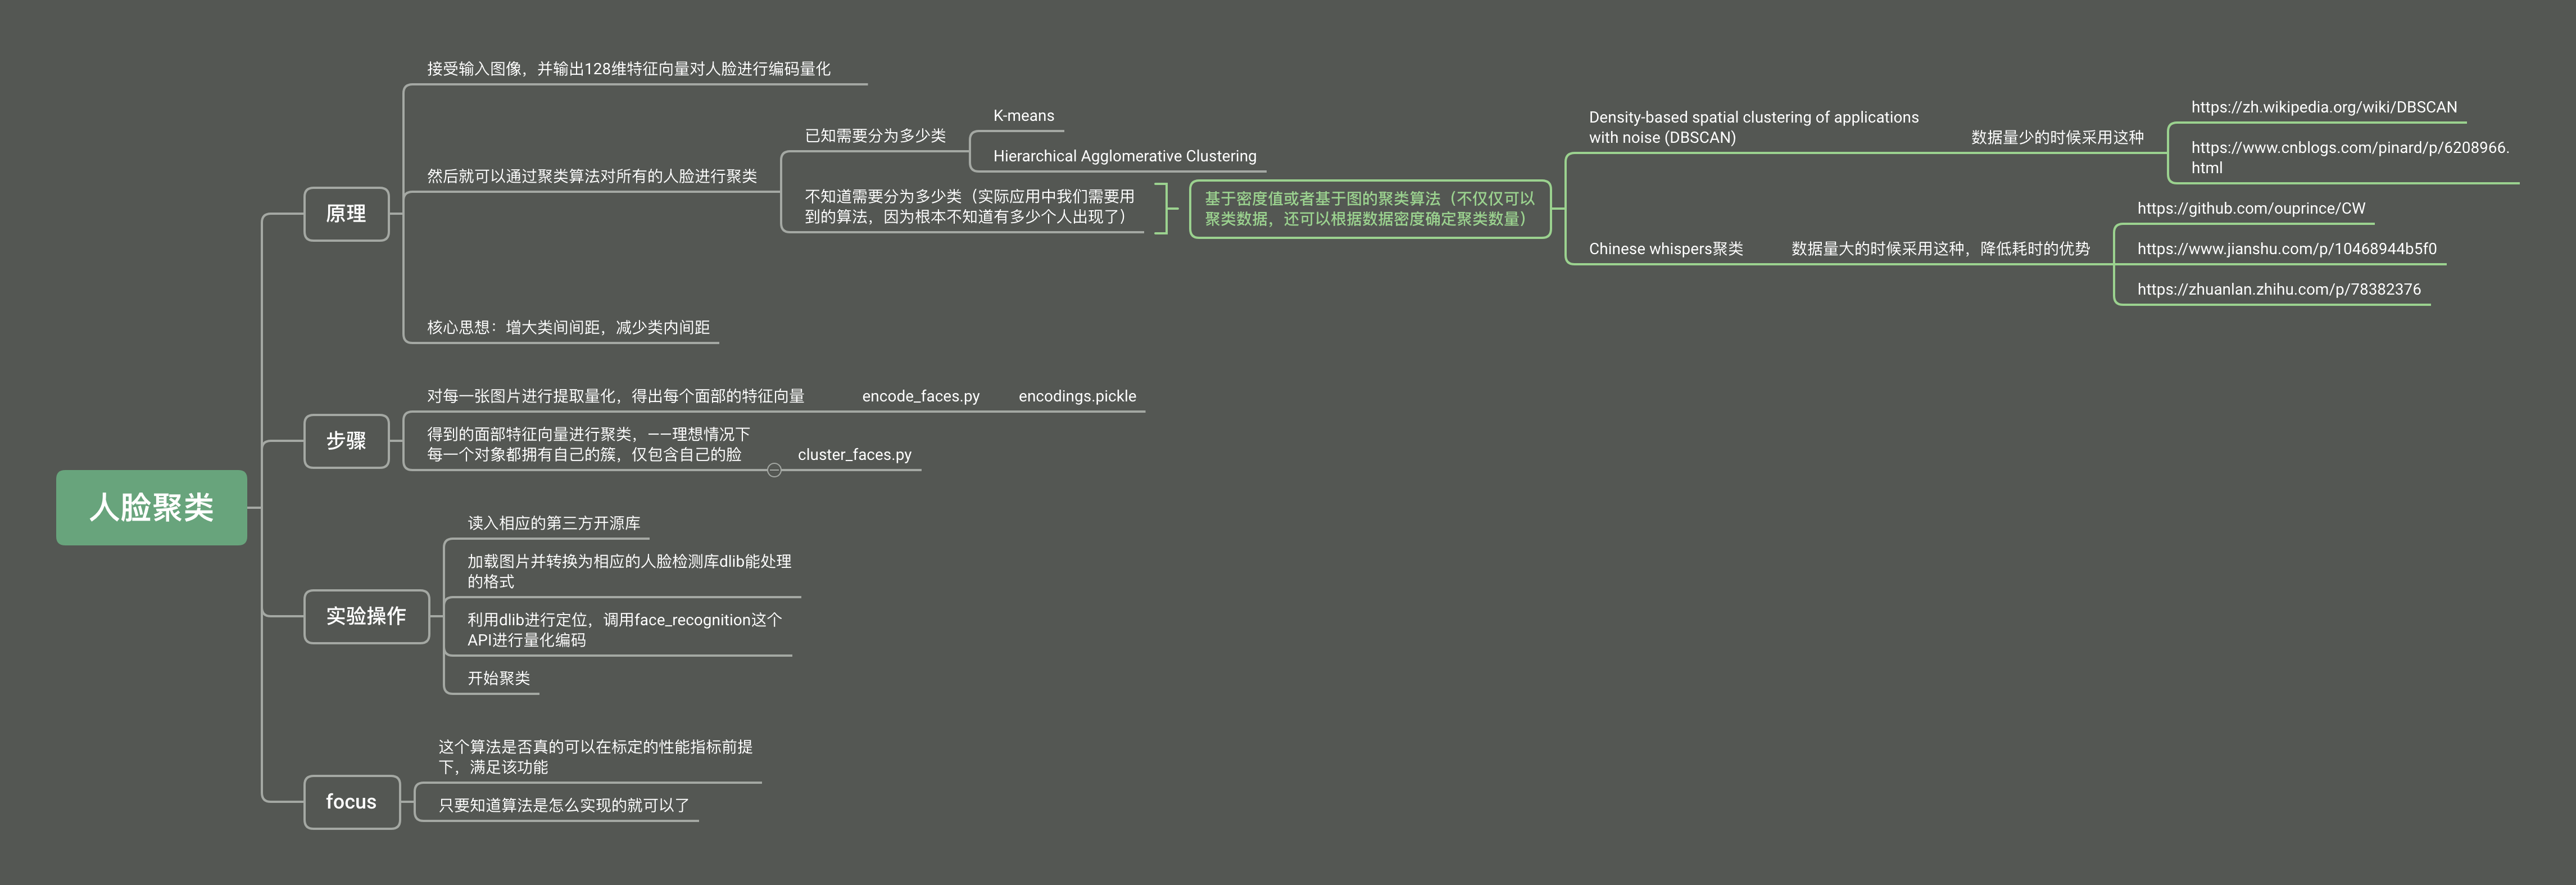 人脸聚类
原理
接受输入图像，并输出128维特征向量对人脸进行编码量化
然后就可以通过聚类算法对所有的人脸进行聚类
已知需要分为多少类
K-means
Hierarchical Agglomerative Clustering
不知道需要分为多少类（实际应用中我们需要用
到的算法，因为根本不知道有多少个人出现了）
基于密度值或者基于图的聚类算法（不仅仅可以
聚类数据，还可以根据数据密度确定聚类数量）
Density-based spatial clustering of applications
with noise (DBSCAN)
数据量少的时候采用这种
https://zh.wikipedia.org/wiki/DBSCAN
https://www.cnblogs.com/pinard/p/6208966.
html
Chinese whispers聚类
数据量大的时候采用这种，降低耗时的优势
https://github.com/ouprince/CW
https://www.jianshu.com/p/10468944b5f0
https://zhuanlan.zhihu.com/p/78382376
核心思想：增大类间间距，减少类内间距
步骤
对每一张图片进行提取量化，得出每个面部的特征向量
encode_faces.py
encodings.pickle
得到的面部特征向量进行聚类，——理想情况下
每一个对象都拥有自己的簇，仅包含自己的脸
cluster_faces.py
实验操作
读入相应的第三方开源库
加载图片并转换为相应的人脸检测库dlib能处理
的格式
利用dlib进行定位，调用face_recognition这个
API进行量化编码
开始聚类
focus
这个算法是否真的可以在标定的性能指标前提
下，满足该功能
只要知道算法是怎么实现的就可以了